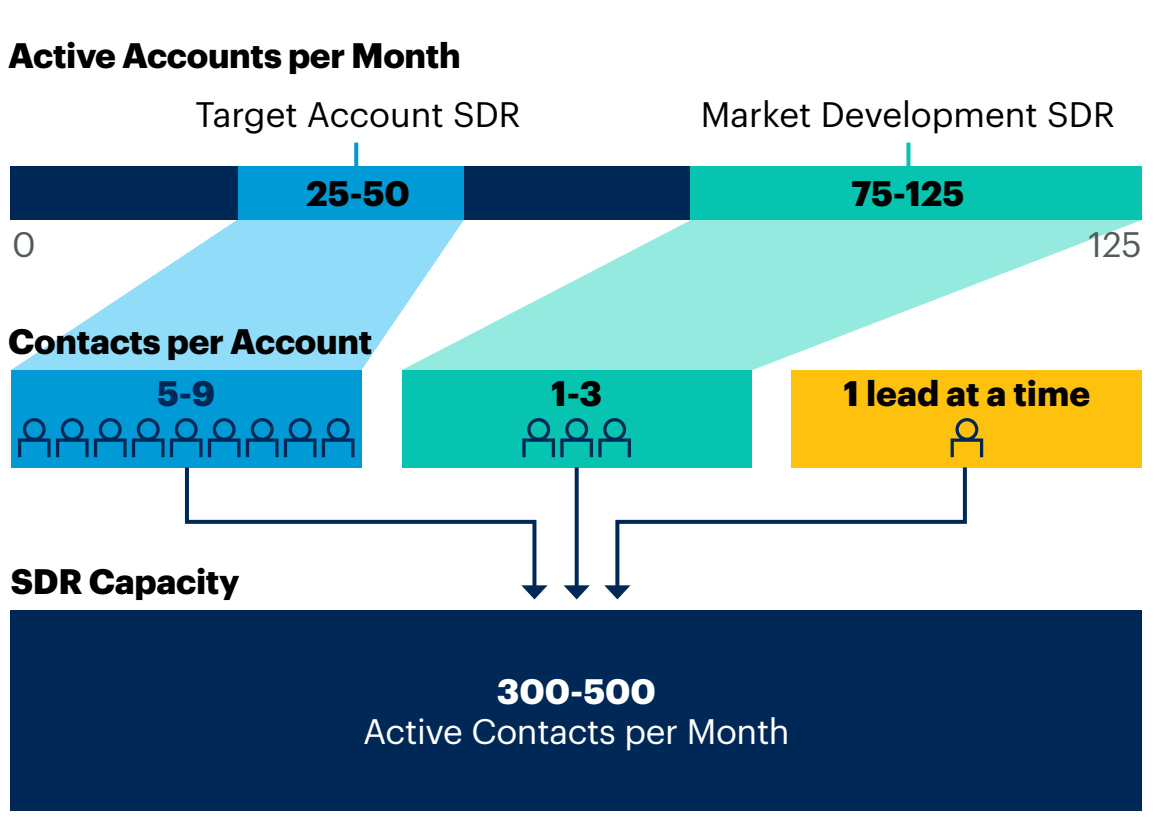 Active Accounts per Month
Target Account SDR
Market Development SDR
25-50
75-125
0
125
Contacts per Account
5-9
1-3
1 lead at a time
SDR Capacity
300-500
Active Contacts per Month